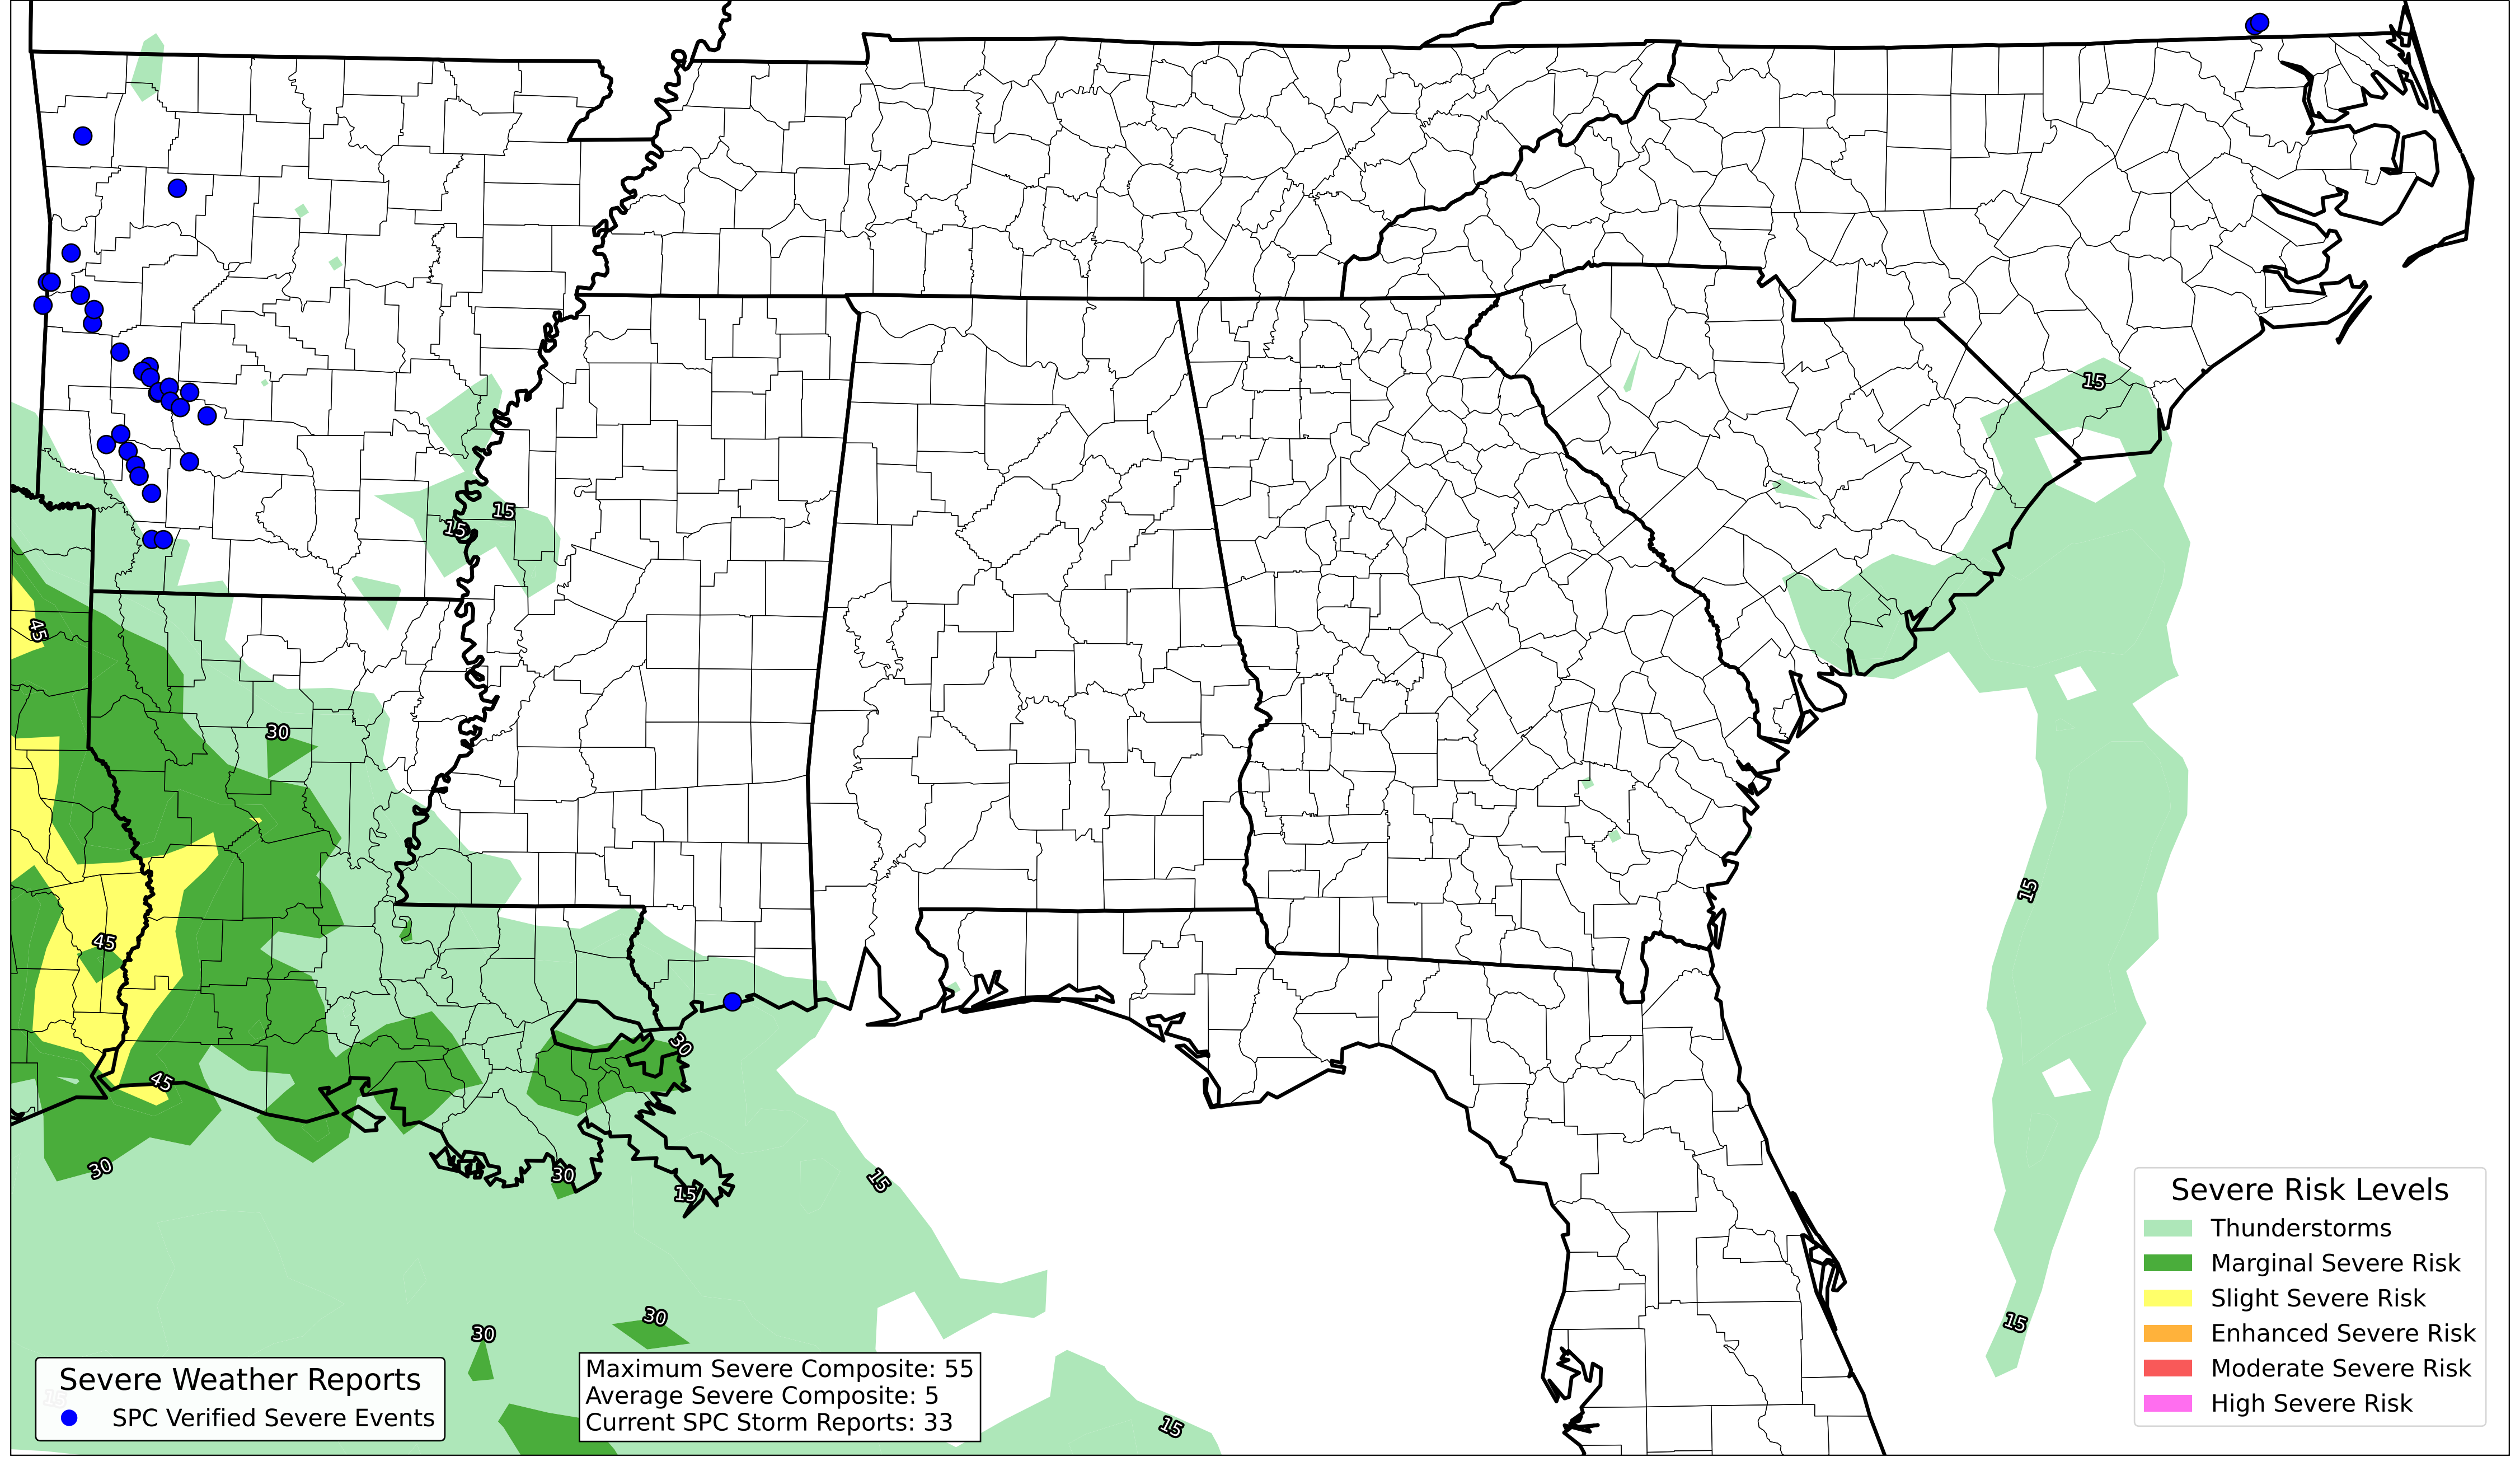 15
15
15
45
30
15
45
30
45
30
30
15
15
30
15
30
15
15
Severe Weather Reports
SPC Verified Severe Events
Maximum Severe Composite: 55
Average Severe Composite: 5
Current SPC Storm Reports: 33
Severe Risk Levels
Thunderstorms
Marginal Severe Risk
Slight Severe Risk
Enhanced Severe Risk
Moderate Severe Risk
High Severe Risk
30